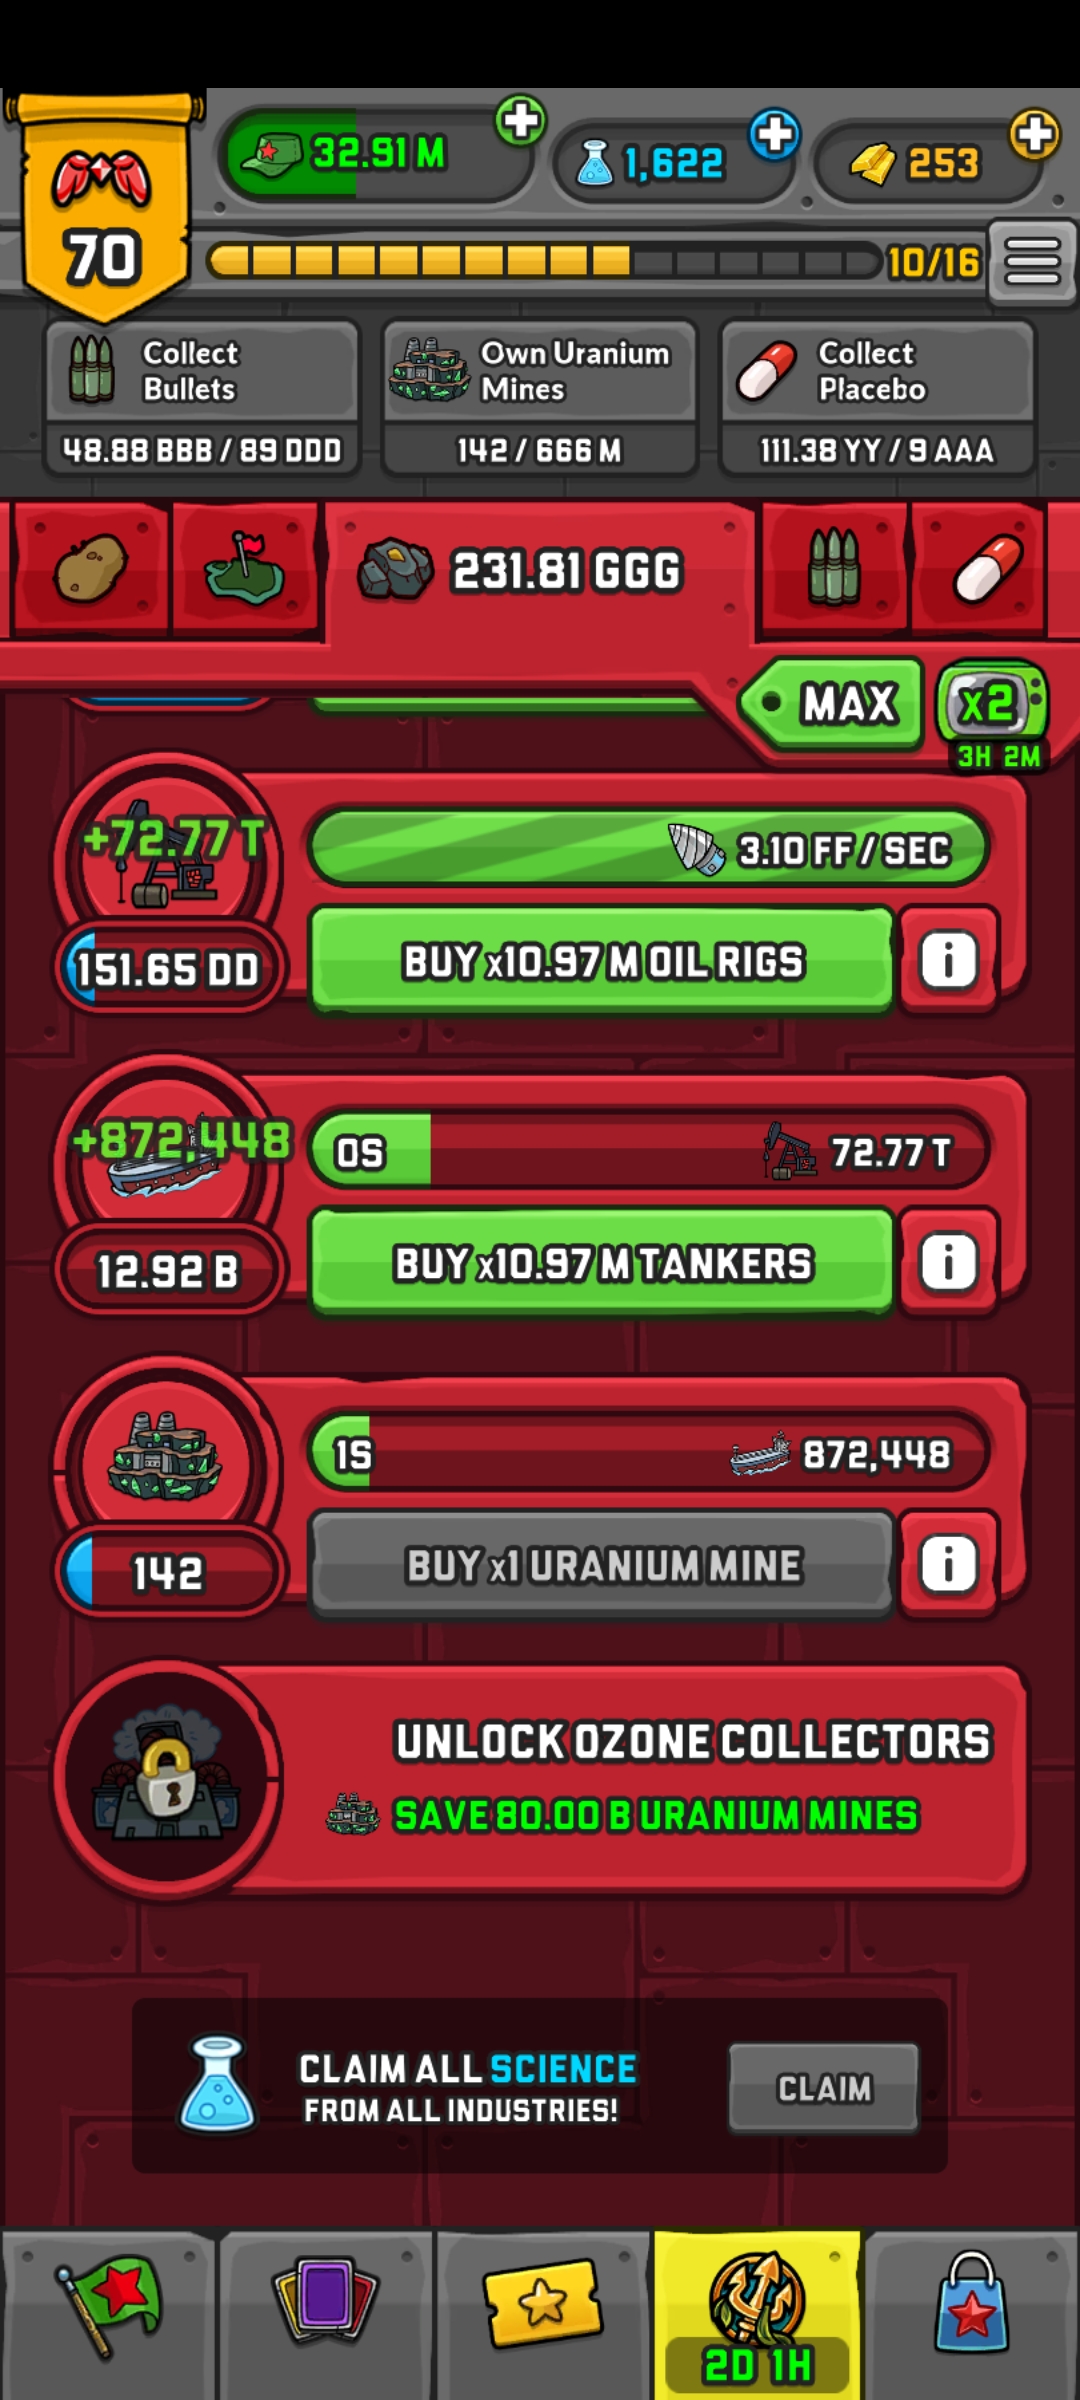 32.91 M
1,622
253
70
10/16
Collect
Bullets
48.88 BBB / 89 DDD
Own Uranium
Mines
142 / 666 M
Collect
Placebo
111.38 YY / 9 AAA
231.81 GGG
MAX
x2
3H 2M
+72.77 T
3.10 FF / SEC
151.65 DD
BUY x10.97 M OIL RIGS
i
+872,448
0S
72.77 T
12.92 B
BUY x10.97 M TANKERS
i
1S
872,448
142
BUY x1 URANIUM MINE
i
UNLOCK OZONE COLLECTORS
SAVE 80.00 B URANIUM MINES
CLAIM ALL SCIENCE
FROM ALL INDUSTRIES!
CLAIM
2D 1H